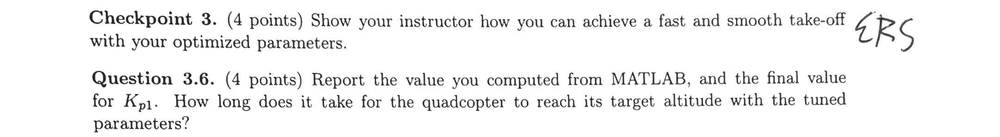 Checkpoint 3. (4 points) Show your instructor how you can achieve a fast and smooth take-off ERS
with your optimized parameters.
Question 3.6. (4 points) Report the value you computed from MATLAB, and the final value
for Kp1. How long does it take for the quadcopter to reach its target altitude with the tuned
parameters?